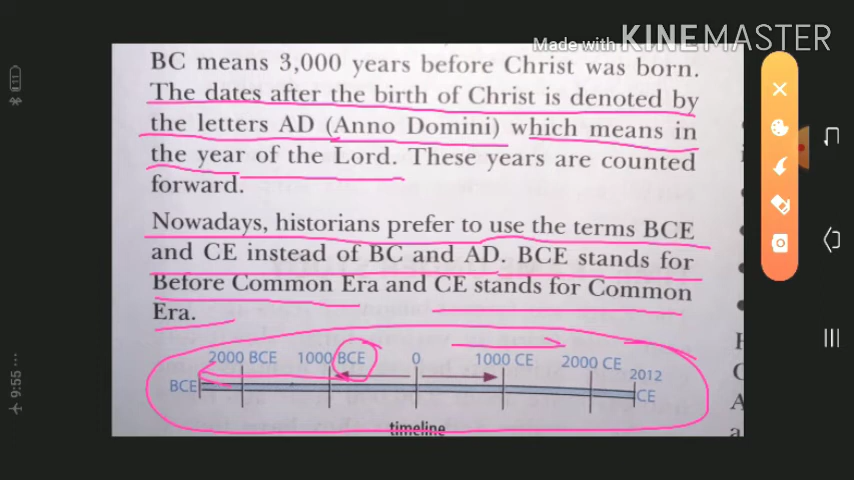 Made with KINEMASTER
BC means 3,000 years before Christ was born.
The dates after the birth of Christ is denoted by
the letters AD (Anno Domini) which means in
the year of the Lord. These years are counted
forward.
Nowadays, historians prefer to use the terms BCE
and CE instead of BC and AD. BCE stands for
Before Common Era and CE stands for Common
Era.
2000 BCE 1000 BCE 0 1000 CE 2000 CE 2012
BCE CE
timeline
9:55
11